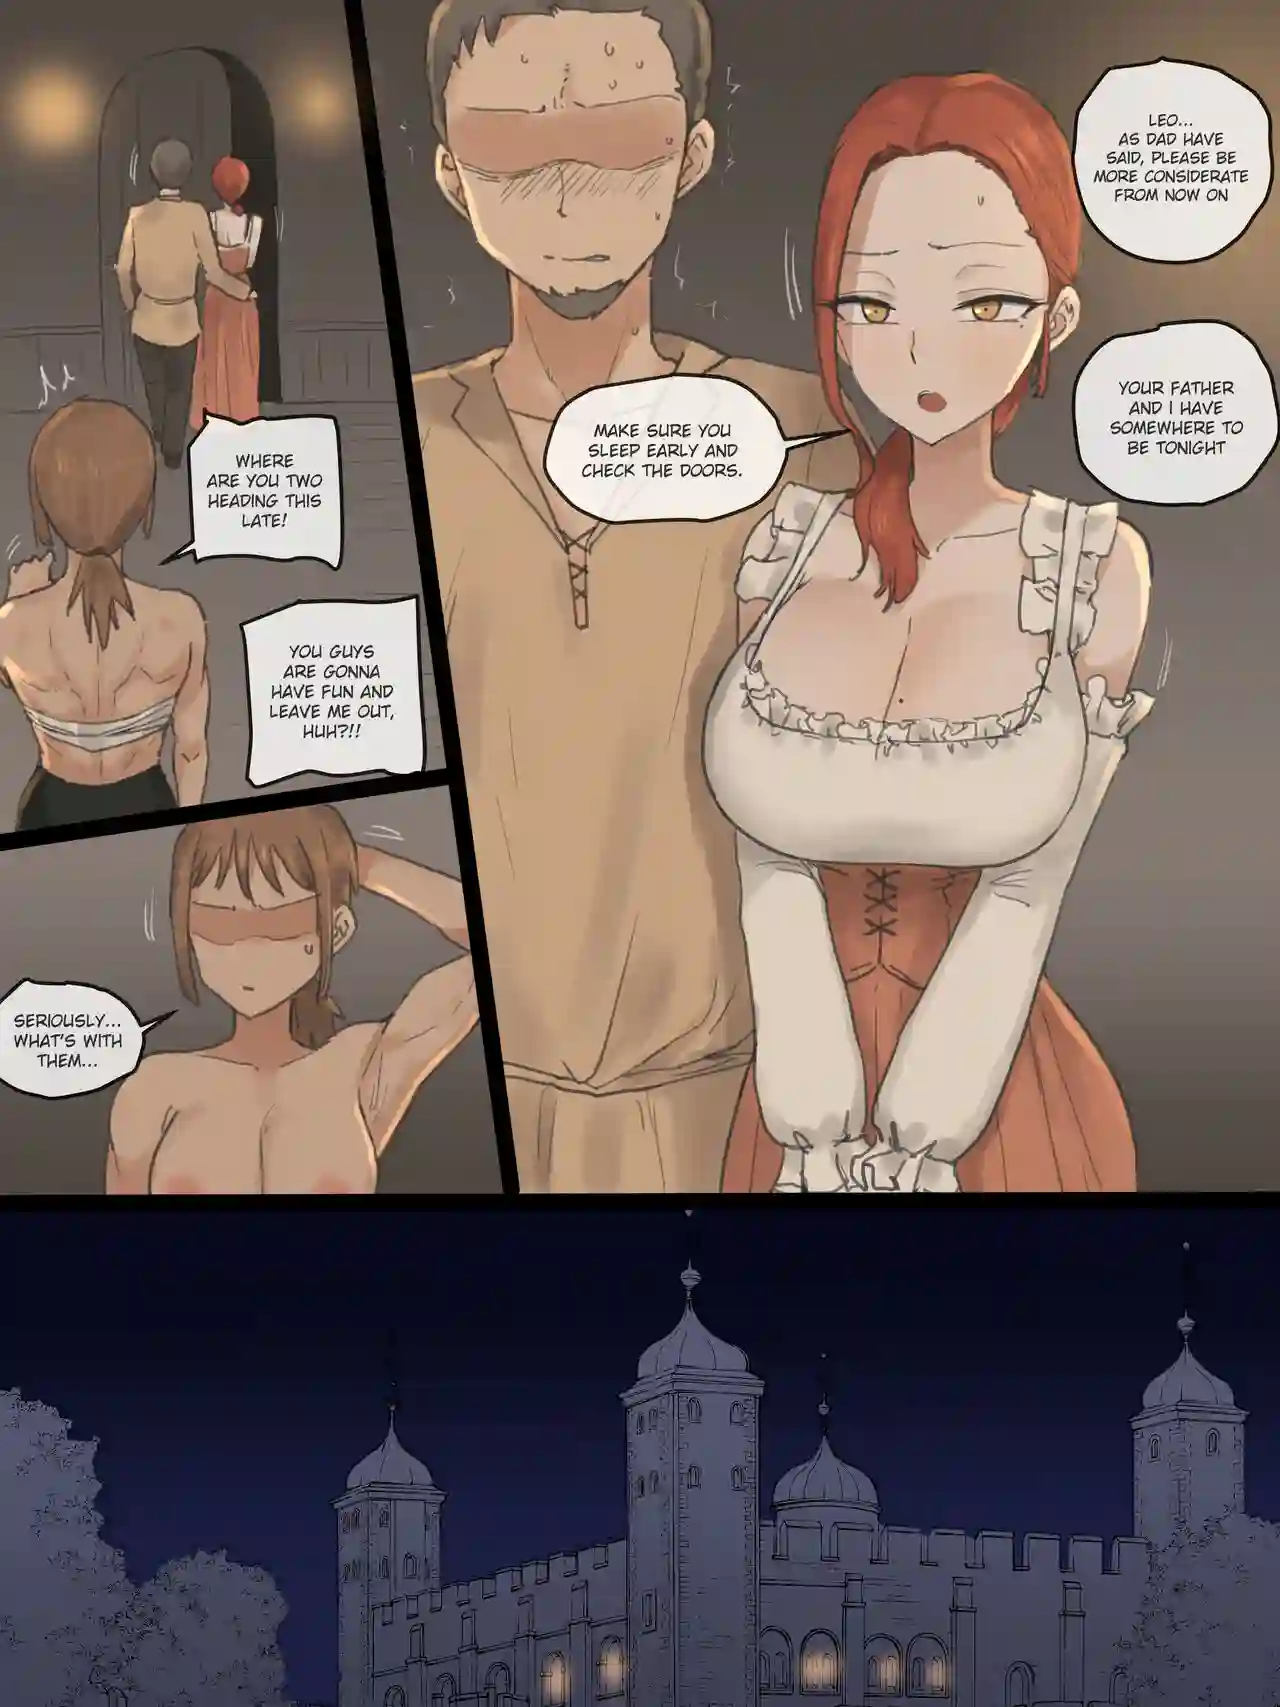 LEO...
AS DAD HAVE
SAID, PLEASE BE
MORE CONSIDERATE
FROM NOW ON
YOUR FATHER
AND I HAVE
SOMEWHERE TO
BE TONIGHT
MAKE SURE YOU
SLEEP EARLY AND
CHECK THE DOORS.
WHERE
ARE YOU TWO
HEADING THIS
LATE!
YOU GUYS
ARE GONNA
HAVE FUN AND
LEAVE ME OUT,
HUH?!!
SERIOUSLY...
WHAT'S WITH
THEM...